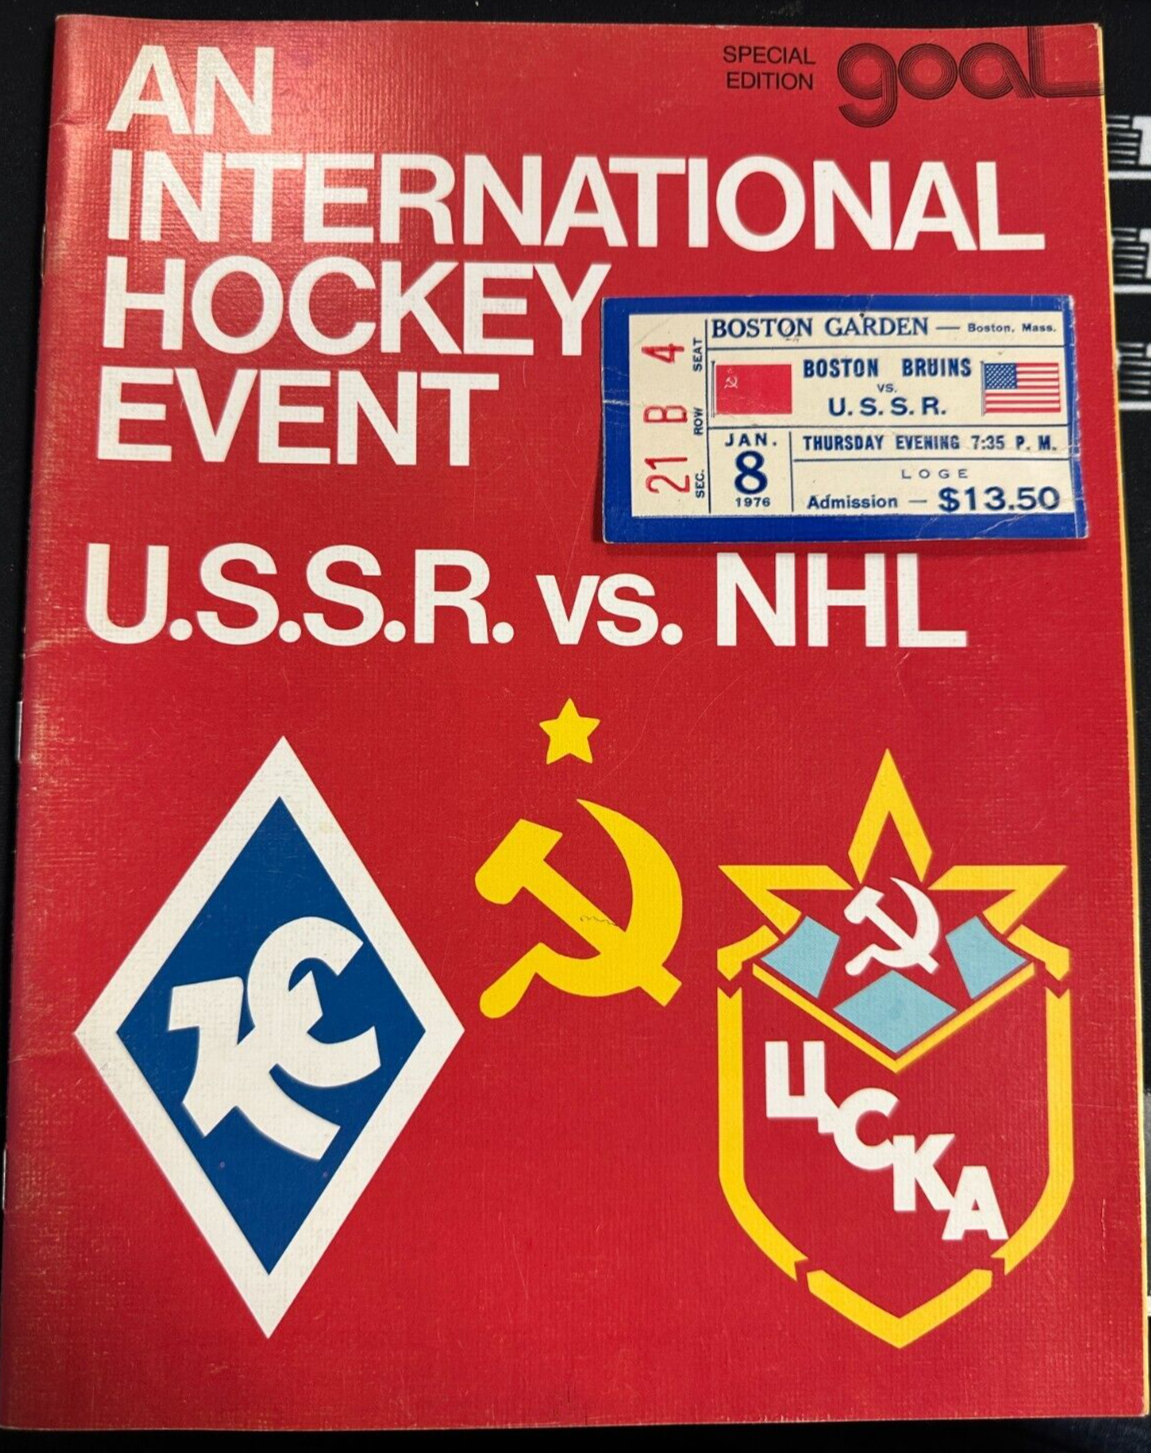 AN
INTERNATIONAL
HOCKEY
EVENT
SPECIAL
EDITION
goal
SEC. 21 ROW B SEAT 4
BOSTON GARDEN — Boston, Mass.
BOSTON BRUINS
VS.
U.S.S.R.
JAN.
8
1976
THURSDAY EVENING 7:35 P. M.
LOGE
Admission — $13.50
U.S.S.R. vs. NHL
КС
ЦСКА